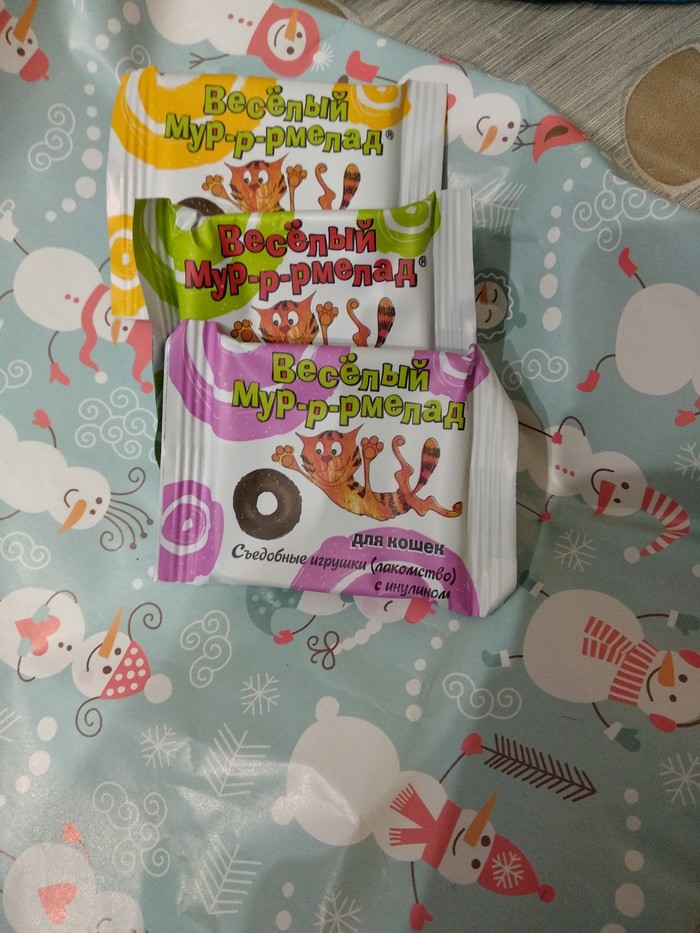 Весёлый
Мур-р-рмелад®
Весёлый
Мур-р-рмелад®
Весёлый
Мур-р-рмелад
для кошек
Съедобные игрушки (лакомство)
с инулином